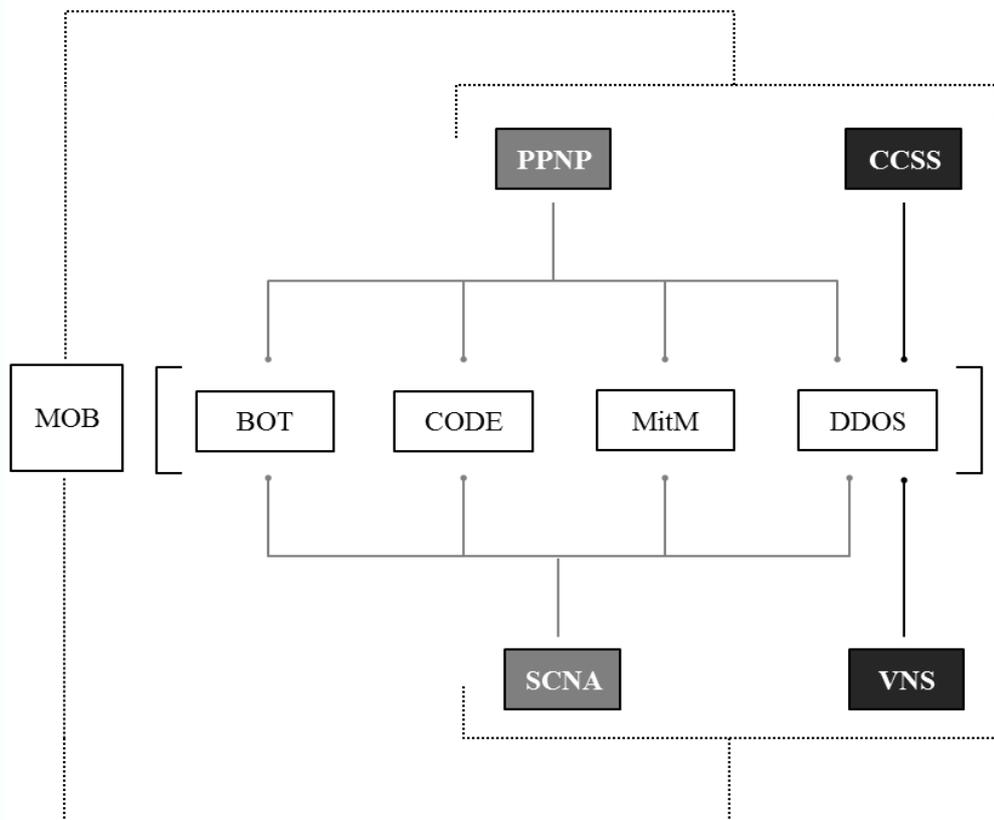 PPNP
CCSS
MOB
BOT
CODE
MitM
DDOS
SCNA
VNS